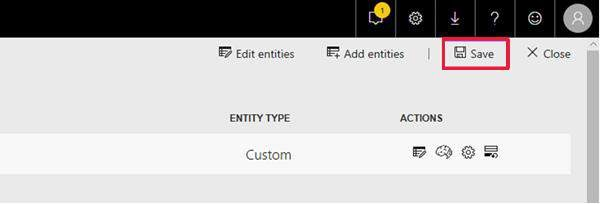 1
?
Edit entities Add entities | Save Close
ENTITY TYPE ACTIONS
Custom